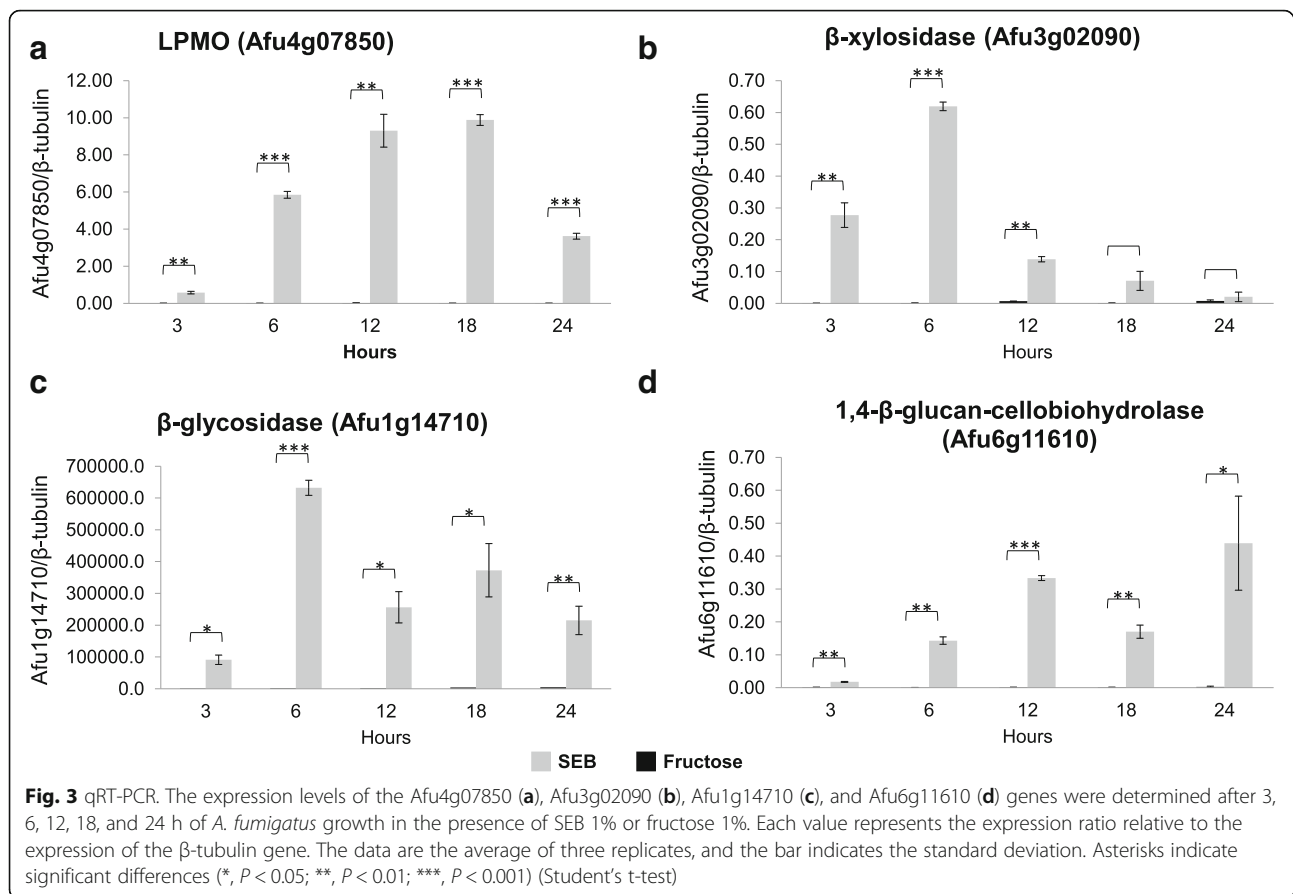 a
LPMO (Afu4g07850)
Afu4g07850/β-tubulin
12.00
10.00
8.00
6.00
4.00
2.00
0.00
**
***
**
***
***
3 6 12 18 24
Hours
b
β-xylosidase (Afu3g02090)
Afu3g02090/β-tubulin
0.70
0.60
0.50
0.40
0.30
0.20
0.10
0.00
**
***
**
3 6 12 18 24
Hours
c
β-glycosidase (Afu1g14710)
Afu1g14710/β-tubulin
700000.0
600000.0
500000.0
400000.0
300000.0
200000.0
100000.0
0.0
*
***
*
*
**
3 6 12 18 24
Hours
d
1,4-β-glucan-cellobiohydrolase
(Afu6g11610)
Afu6g11610/β-tubulin
0.70
0.60
0.50
0.40
0.30
0.20
0.10
0.00
**
**
***
**
*
3 6 12 18 24
Hours
SEB Fructose
Fig. 3 qRT-PCR. The expression levels of the Afu4g07850 (a), Afu3g02090 (b), Afu1g14710 (c), and Afu6g11610 (d) genes were determined after 3,
6, 12, 18, and 24 h of A. fumigatus growth in the presence of SEB 1% or fructose 1%. Each value represents the expression ratio relative to the
expression of the β-tubulin gene. The data are the average of three replicates, and the bar indicates the standard deviation. Asterisks indicate
significant differences (*, P < 0.05; **, P < 0.01; ***, P < 0.001) (Student's t-test)